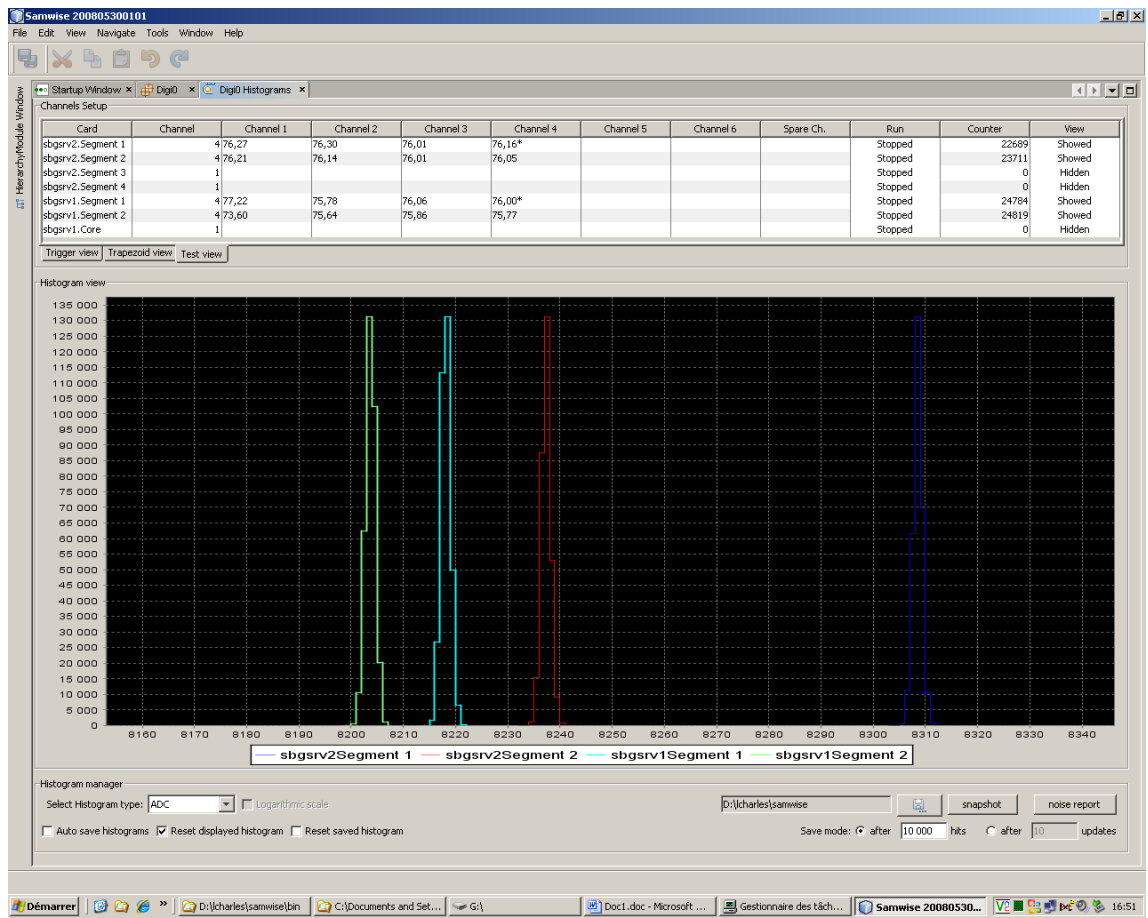 Samwise 200805300101
File Edit View Navigate Tools Window Help
HierarchyModule Window
Startup Window Digi0 Digi0 Histograms
Channels Setup
Card Channel Channel 1 Channel 2 Channel 3 Channel 4 Channel 5 Channel 6 Spare Ch. Run Counter View
sbgsrv2.Segment 1 4 76,27 76,30 76,01 76,16* Stopped 22689 Showed
sbgsrv2.Segment 2 4 76,21 76,14 76,01 76,05 Stopped 23711 Showed
sbgsrv2.Segment 3 1 Stopped 0 Hidden
sbgsrv2.Segment 4 1 Stopped 0 Hidden
sbgsrv1.Segment 1 4 77,22 75,78 76,06 76,00* Stopped 24784 Showed
sbgsrv1.Segment 2 4 73,60 75,64 75,86 75,77 Stopped 24819 Showed
sbgsrv1.Core 1 Stopped 0 Hidden
Trigger view Trapezoid view Test view
Histogram view
135 000
130 000
125 000
120 000
115 000
110 000
105 000
100 000
95 000
90 000
85 000
80 000
75 000
70 000
65 000
60 000
55 000
50 000
45 000
40 000
35 000
30 000
25 000
20 000
15 000
10 000
5 000
0
8160 8170 8180 8190 8200 8210 8220 8230 8240 8250 8260 8270 8280 8290 8300 8310 8320 8330 8340
sbgsrv2Segment 1 sbgsrv2Segment 2 sbgsrv1Segment 1 sbgsrv1Segment 2
Histogram manager
Select Histogram type: ADC Logarithmic scale D:\lcharles\samwise snapshot noise report
Auto save histograms Reset displayed histogram Reset saved histogram Save mode: after 10 000 hits after 10 updates
Démarrer » D:\lcharles\samwise\bin C:\Documents and Set... G:\ Doc1.doc - Microsoft ... Gestionnaire des tâch... Samwise 20080530... « 16:51